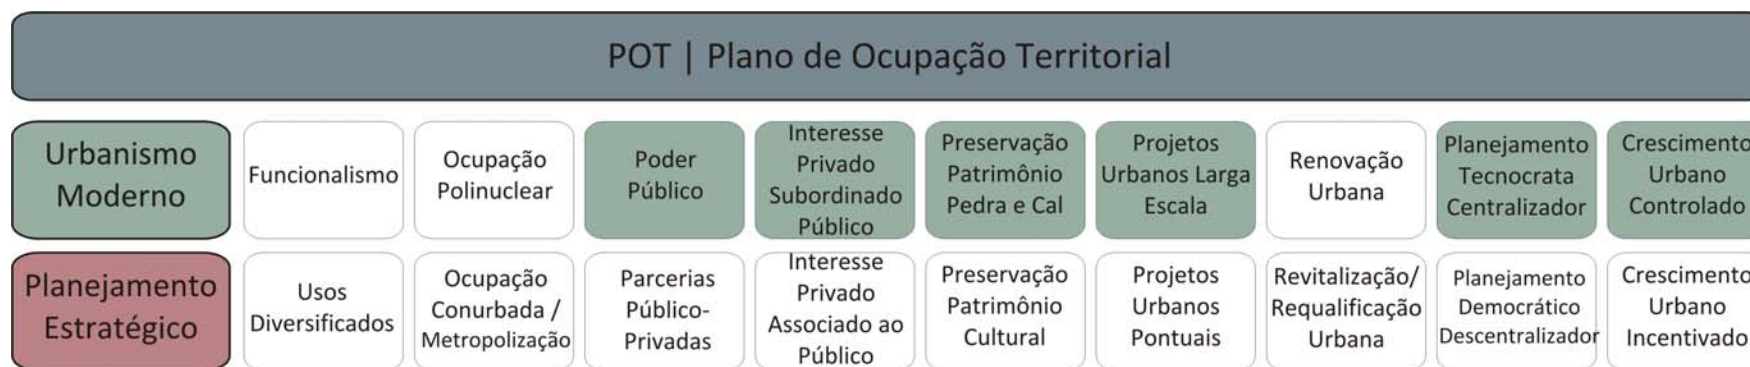 POT | Plano de Ocupação Territorial
Urbanismo
Moderno
Funcionalismo
Ocupação
Polinuclear
Poder
Público
Interesse
Privado
Subordinado
Público
Preservação
Patrimônio
Pedra e Cal
Projetos
Urbanos Larga
Escala
Renovação
Urbana
Planejamento
Tecnocrata
Centralizador
Crescimento
Urbano
Controlado
Planejamento
Estratégico
Usos
Diversificados
Ocupação
Conurbada /
Metropolização
Parcerias
Público-
Privadas
Interesse
Privado
Associado ao
Público
Preservação
Patrimônio
Cultural
Projetos
Urbanos
Pontuais
Revitalização/
Requalificação
Urbana
Planejamento
Democrático
Descentralizador
Crescimento
Urbano
Incentivado